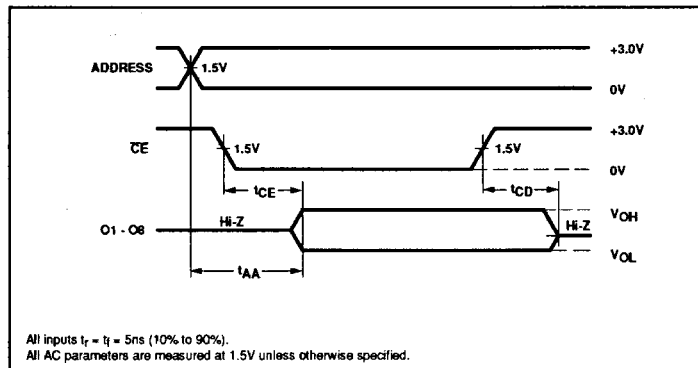 +3.0V
ADDRESS
1.5V
0V
+3.0V
CE
1.5V
1.5V
0V
tCE
tCD
VOH
O1 - O8
Hi-Z
Hi-Z
VOL
tAA
All inputs tr = tf = 5ns (10% to 90%).
All AC parameters are measured at 1.5V unless otherwise specified.